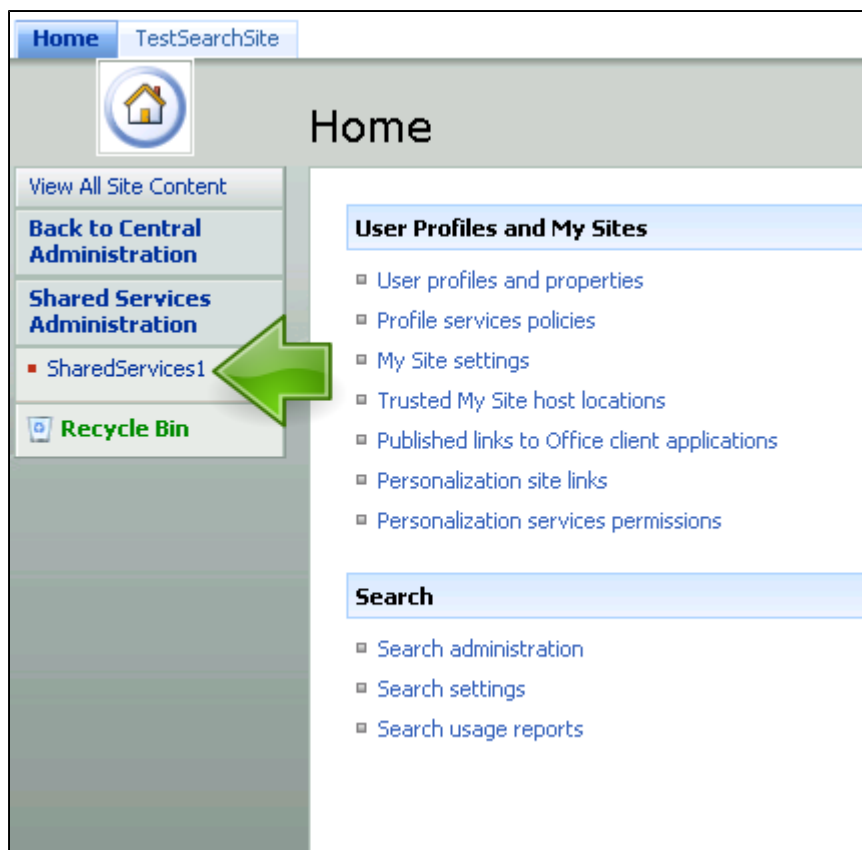 Home
TestSearchSite
Home
View All Site Content
Back to Central
Administration
Shared Services
Administration
SharedServices1
Recycle Bin
User Profiles and My Sites
User profiles and properties
Profile services policies
My Site settings
Trusted My Site host locations
Published links to Office client applications
Personalization site links
Personalization services permissions
Search
Search administration
Search settings
Search usage reports